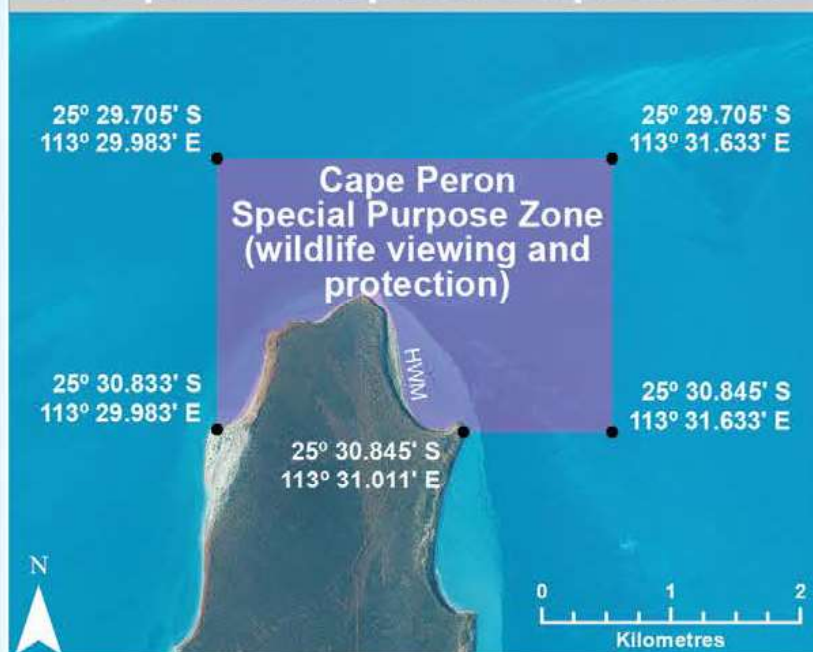 25º 29.705' S
113º 29.983' E
25º 29.705' S
113º 31.633' E
Cape Peron
Special Purpose Zone
(wildlife viewing and
protection)
HWM
25º 30.833' S
113º 29.983' E
25º 30.845' S
113º 31.633' E
25º 30.845' S
113º 31.011' E
N
0 1 2
Kilometres